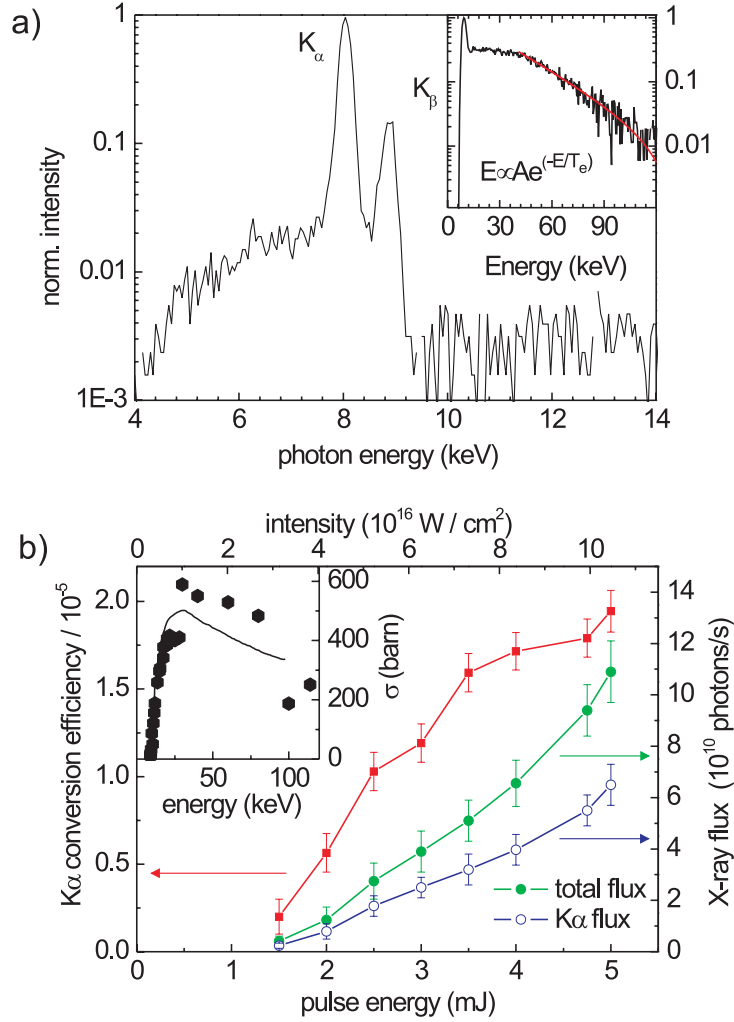 a)
norm. intensity
1
0.1
0.01
1E-3
4 6 8 10 12 14
photon energy (keV)
Kα
Kβ
1
0.1
0.01
E∝Ae^(-E/T_e)
0 30 60 90
Energy (keV)
b)
intensity (10^16 W / cm^2)
0 3 6 8 10
Kα conversion efficiency / 10^-5
2.0
1.5
1.0
0.5
0.0
600
400
200
0
σ (barn)
50 100
energy (keV)
14
12
10
8
6
4
2
0
X-ray flux (10^10 photons/s)
total flux
Kα flux
0 1 2 3 4 5
pulse energy (mJ)